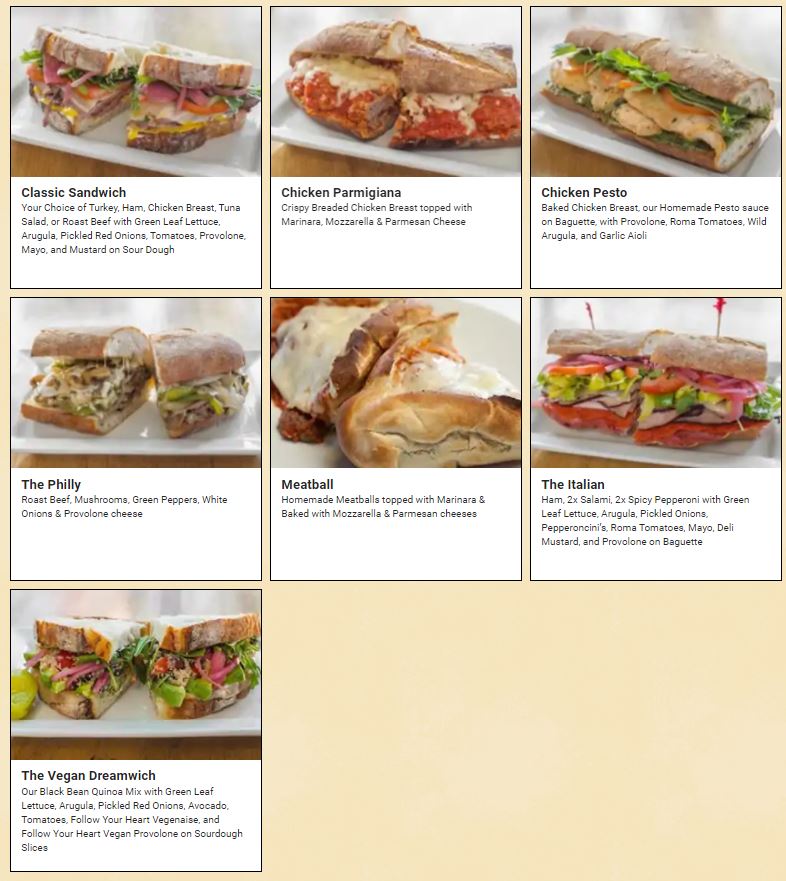 Classic Sandwich
Your Choice of Turkey, Ham, Chicken Breast, Tuna
Salad, or Roast Beef with Green Leaf Lettuce,
Arugula, Pickled Red Onions, Tomatoes, Provolone,
Mayo, and Mustard on Sour Dough
Chicken Parmigiana
Crispy Breaded Chicken Breast topped with
Marinara, Mozzarella & Parmesan Cheese
Chicken Pesto
Baked Chicken Breast, our Homemade Pesto sauce
on Baguette, with Provolone, Roma Tomatoes, Wild
Arugula, and Garlic Aioli
The Philly
Roast Beef, Mushrooms, Green Peppers, White
Onions & Provolone cheese
Meatball
Homemade Meatballs topped with Marinara &
Baked with Mozzarella & Parmesan cheeses
The Italian
Ham, 2x Salami, 2x Spicy Pepperoni with Green
Leaf Lettuce, Arugula, Pickled Onions,
Pepperoncini's, Roma Tomatoes, Mayo, Deli
Mustard, and Provolone on Baguette
The Vegan Dreamwich
Our Black Bean Quinoa Mix with Green Leaf
Lettuce, Arugula, Pickled Red Onions, Avocado,
Tomatoes, Follow Your Heart Vegenaise, and
Follow Your Heart Vegan Provolone on Sourdough
Slices